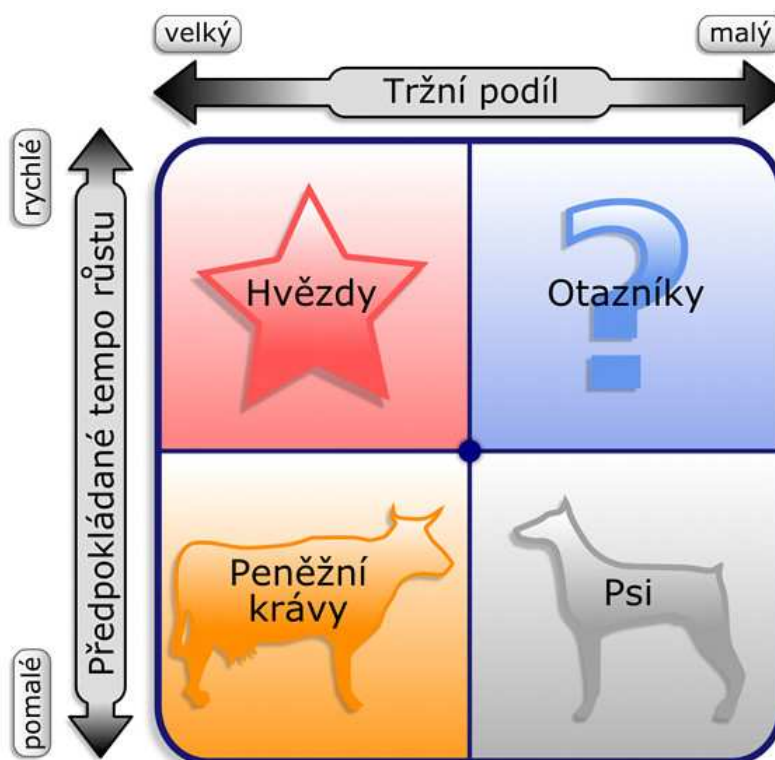 velký
malý
Tržní podíl
rychlé
Předpokládané tempo růstu
pomalé
Hvězdy
Otazníky
Peněžní
krávy
Psi